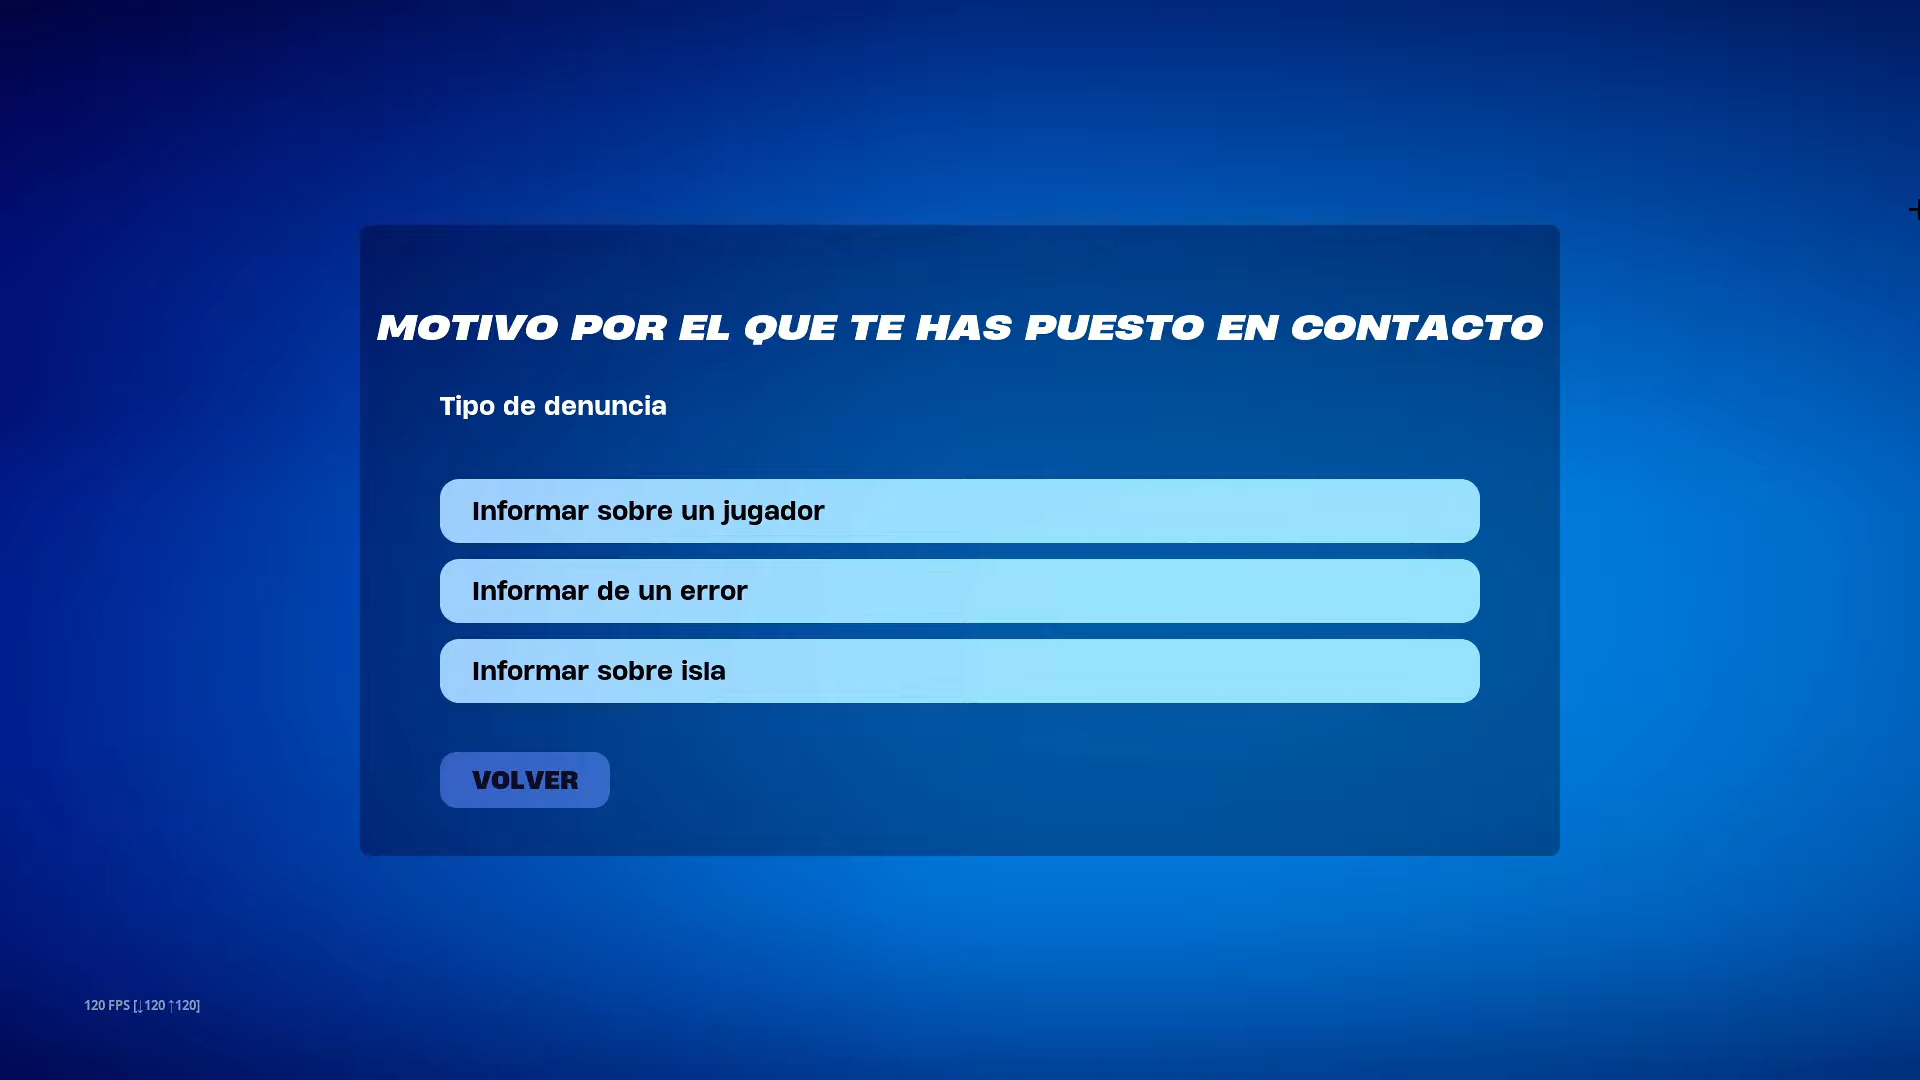 MOTIVO POR EL QUE TE HAS PUESTO EN CONTACTO
Tipo de denuncia
Informar sobre un jugador
Informar de un error
Informar sobre isla
VOLVER
120 FPS [↓120 ↑120]